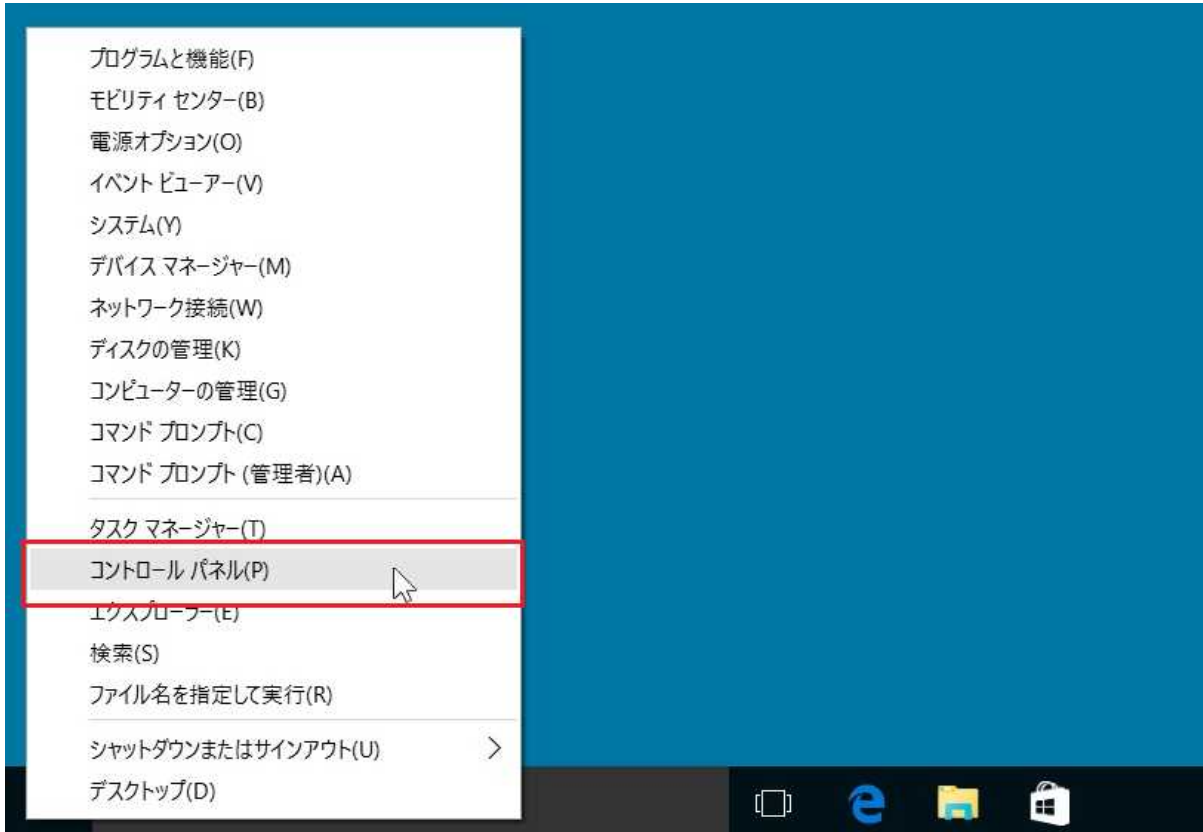 プログラムと機能(F)
モビリティ センター(B)
電源オプション(O)
イベント ビューアー(V)
システム(Y)
デバイス マネージャー(M)
ネットワーク接続(W)
ディスクの管理(K)
コンピューターの管理(G)
コマンド プロンプト(C)
コマンド プロンプト (管理者)(A)
タスク マネージャー(T)
コントロール パネル(P)
エクスプローラー(E)
検索(S)
ファイル名を指定して実行(R)
シャットダウンまたはサインアウト(U)
デスクトップ(D)